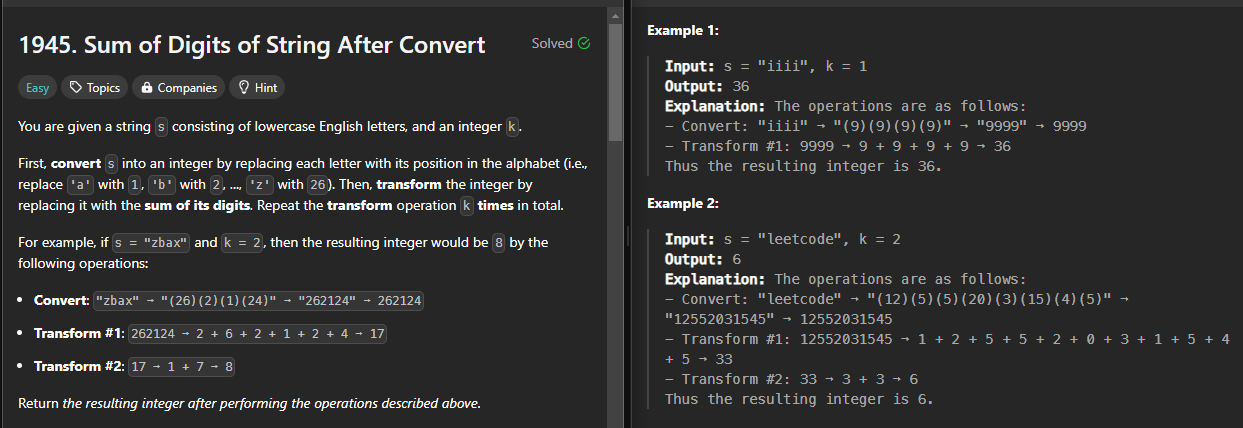 1945. Sum of Digits of String After Convert
Solved
Easy
Topics
Companies
Hint
You are given a string s consisting of lowercase English letters, and an integer k.
First, convert s into an integer by replacing each letter with its position in the alphabet (i.e.,
replace 'a' with 1, 'b' with 2, ..., 'z' with 26). Then, transform the integer by
replacing it with the sum of its digits. Repeat the transform operation k times in total.
For example, if s = "zbax" and k = 2, then the resulting integer would be 8 by the
following operations:
• Convert: "zbax" → "(26)(2)(1)(24)" → "262124" → 262124
• Transform #1: 262124 → 2 + 6 + 2 + 1 + 2 + 4 → 17
• Transform #2: 17 → 1 + 7 → 8
Return the resulting integer after performing the operations described above.
Example 1:
Input: s = "iiii", k = 1
Output: 36
Explanation: The operations are as follows:
– Convert: "iiii" → "(9)(9)(9)(9)" → "9999" → 9999
– Transform #1: 9999 → 9 + 9 + 9 + 9 → 36
Thus the resulting integer is 36.
Example 2:
Input: s = "leetcode", k = 2
Output: 6
Explanation: The operations are as follows:
– Convert: "leetcode" → "(12)(5)(5)(20)(3)(15)(4)(5)" →
"12552031545" → 12552031545
– Transform #1: 12552031545 → 1 + 2 + 5 + 5 + 2 + 0 + 3 + 1 + 5 + 4
+ 5 → 33
– Transform #2: 33 → 3 + 3 → 6
Thus the resulting integer is 6.